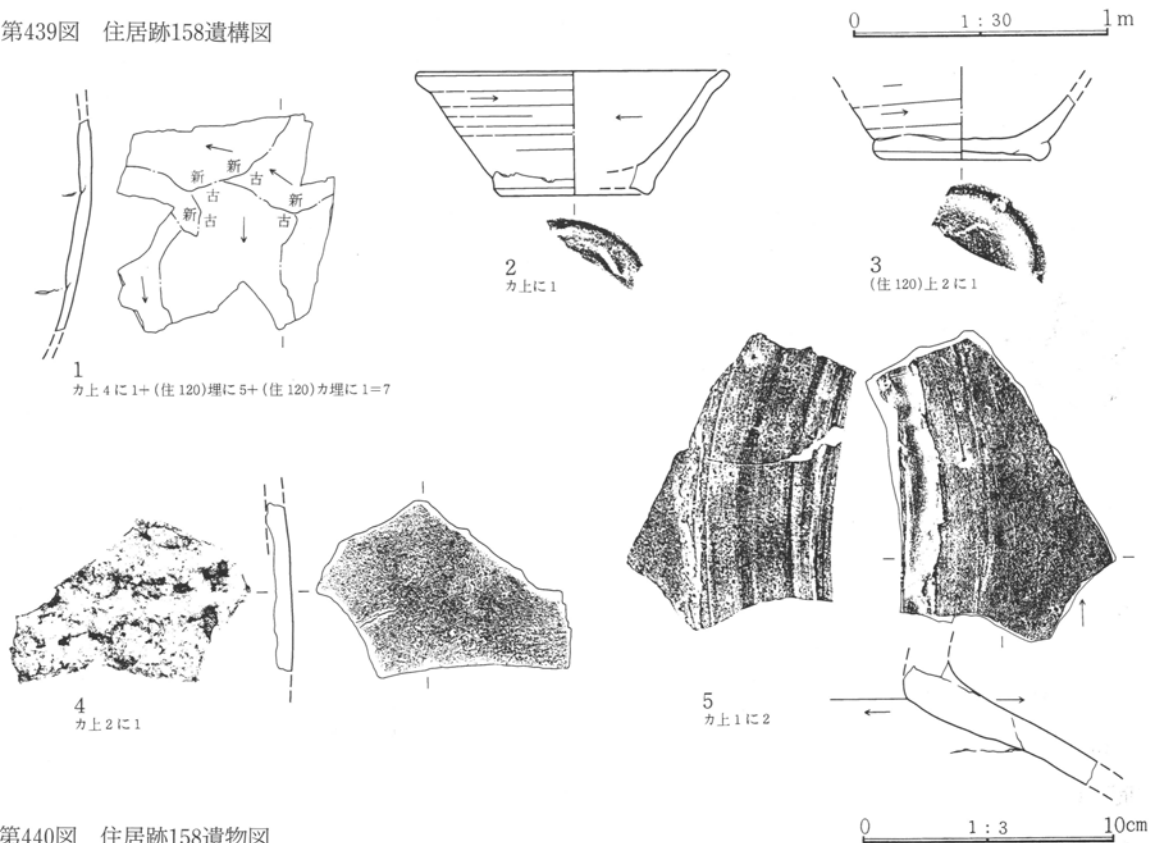 第439図 住居跡158遺構図
0 1:30 1m
新
新 古
古 新
新 古 古
1
カ上4に1+(住120)埋に5+(住120)カ埋に1=7
2
カ上に1
3
(住120)上2に1
4
カ上2に1
5
カ上1に2
第440図 住居跡158遺物図
0 1:3 10cm